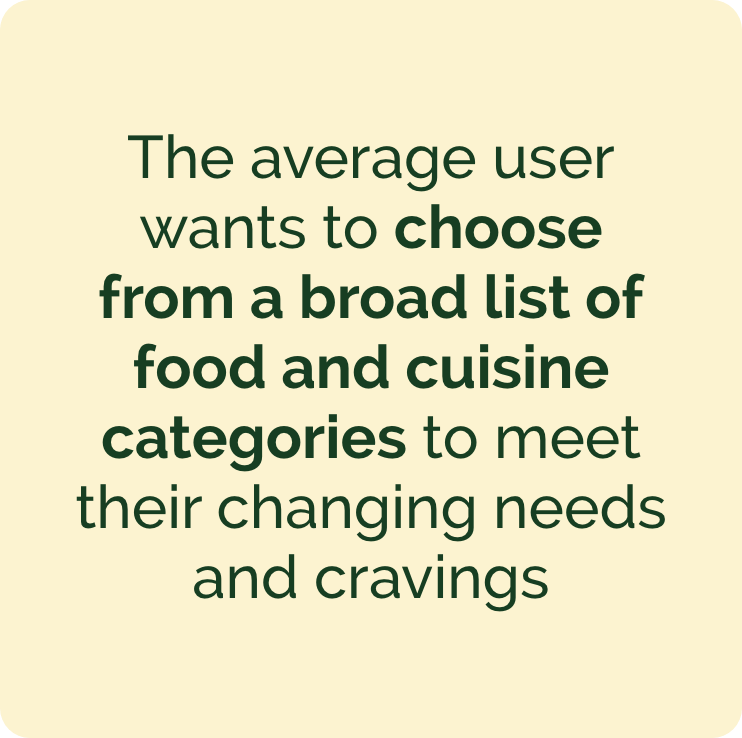 The average user
wants to choose
from a broad list of
food and cuisine
categories to meet
their changing needs
and cravings